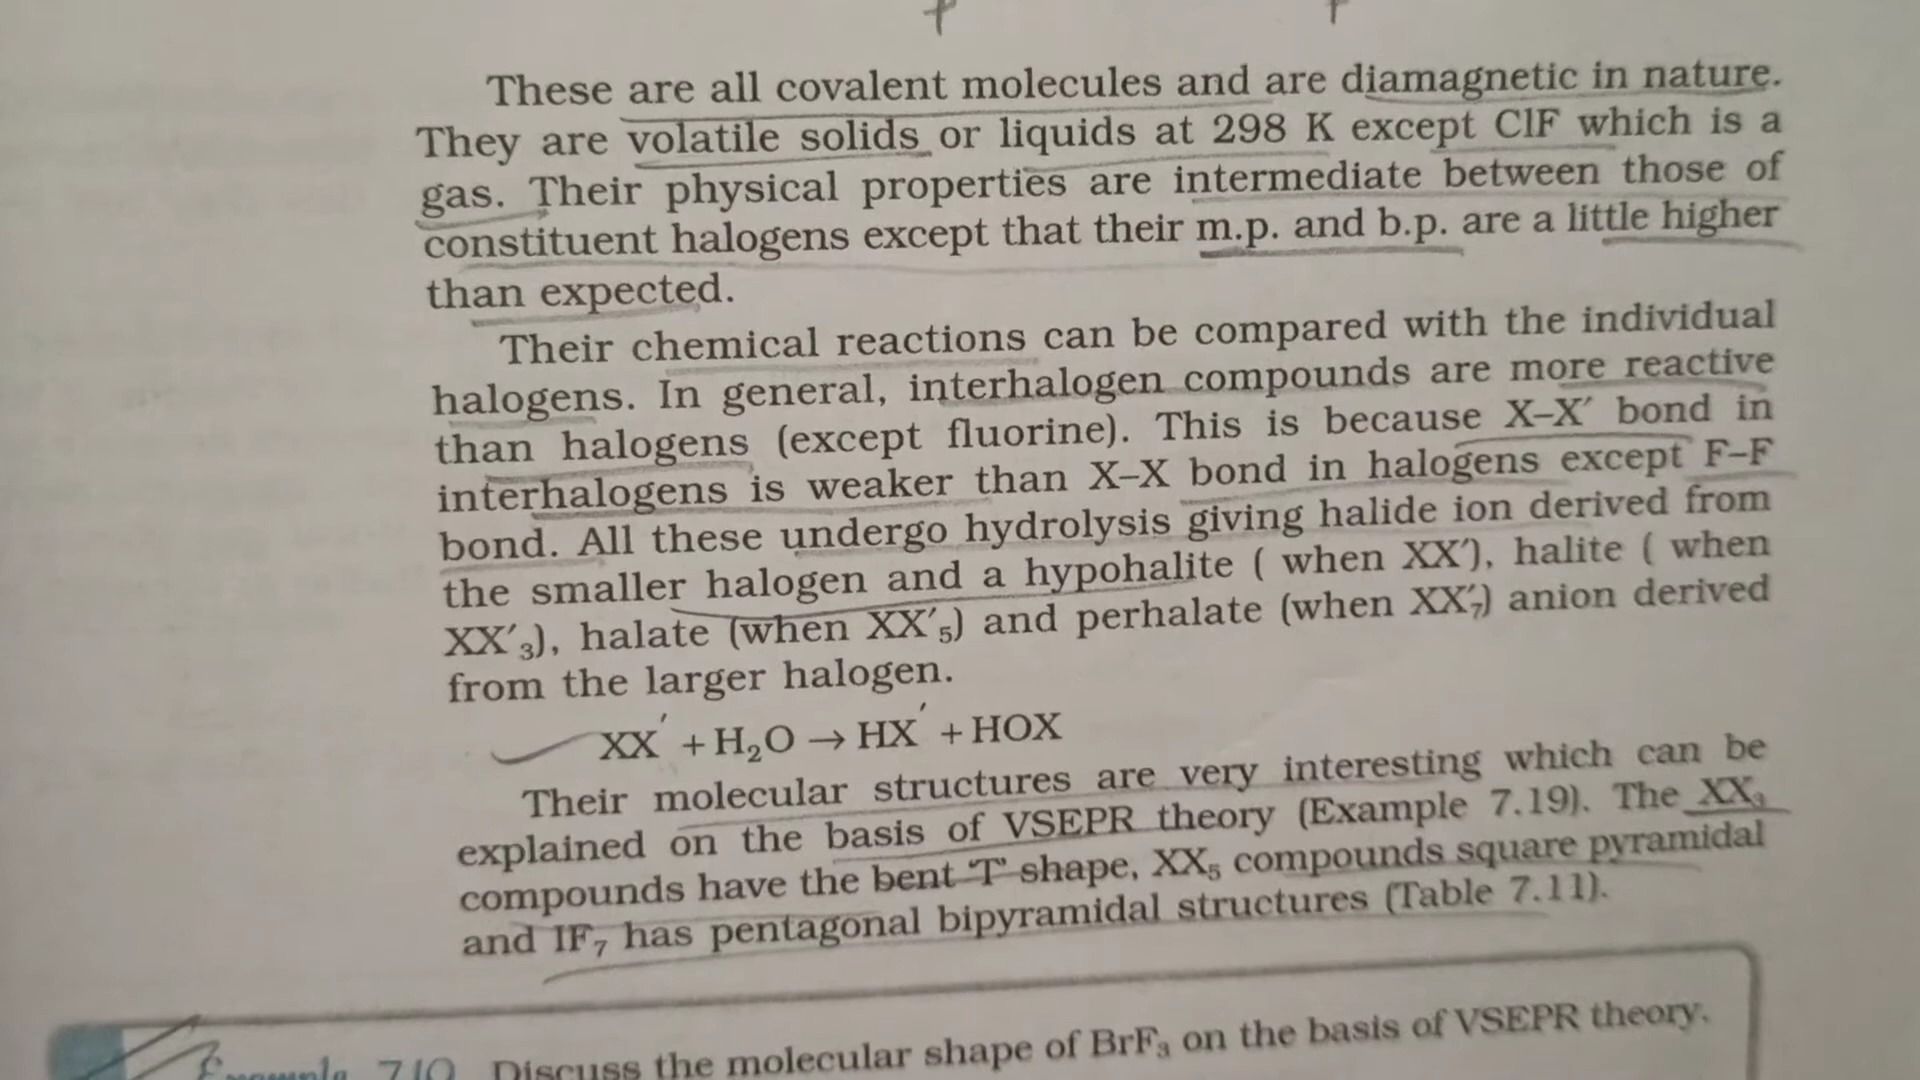 These are all covalent molecules and are diamagnetic in nature.
They are volatile solids or liquids at 298 K except ClF which is a
gas. Their physical properties are intermediate between those of
constituent halogens except that their m.p. and b.p. are a little higher
than expected.
Their chemical reactions can be compared with the individual
halogens. In general, interhalogen compounds are more reactive
than halogens (except fluorine). This is because X–X′ bond in
interhalogens is weaker than X–X bond in halogens except F–F
bond. All these undergo hydrolysis giving halide ion derived from
the smaller halogen and a hypohalite ( when XX′), halite ( when
XX′₃), halate (when XX′₅) and perhalate (when XX′₇) anion derived
from the larger halogen.
XX′ + H₂O → HX′ + HOX
Their molecular structures are very interesting which can be
explained on the basis of VSEPR theory (Example 7.19). The XX₃
compounds have the bent 'T' shape, XX₅ compounds square pyramidal
and IF₇ has pentagonal bipyramidal structures (Table 7.11).
Discuss the molecular shape of BrF₃ on the basis of VSEPR theory.